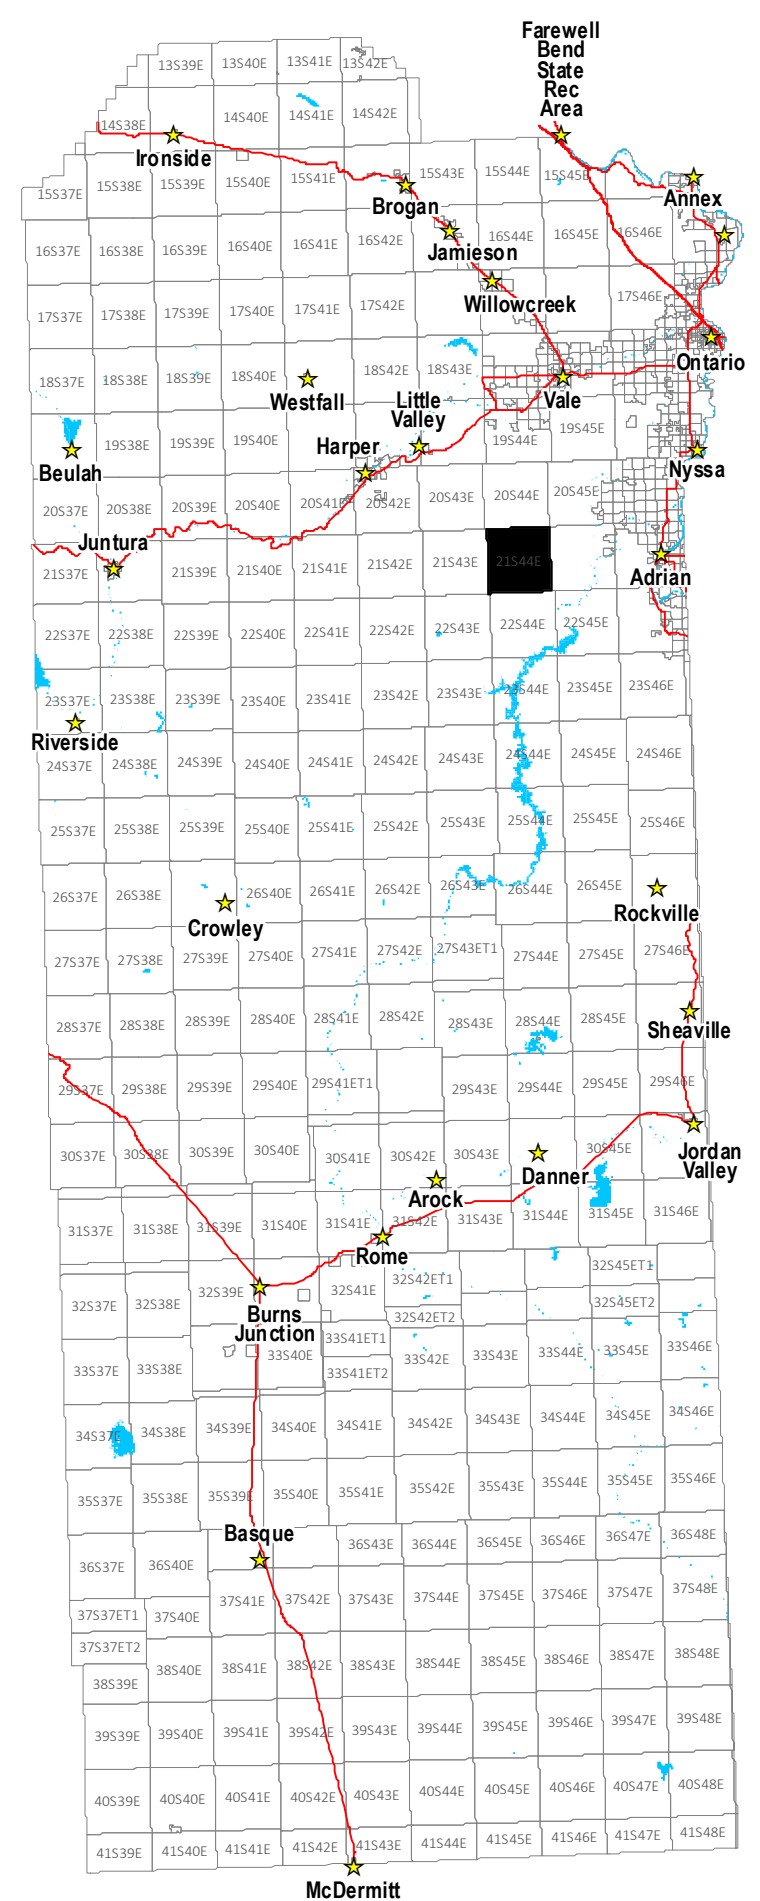 Farewell
Bend
State
Rec
Area
13S39E
13S40E
13S41E
13S42E
14S38E
14S40E
14S41E
14S42E
Ironside
Annex
15S37E
15S38E
15S39E
15S40E
15S41E
15S43E
15S44E
15S45E
Brogan
16S37E
16S38E
16S39E
16S40E
16S41E
16S42E
16S44E
16S45E
16S46E
Jamieson
Willowcreek
17S37E
17S38E
17S39E
17S40E
17S41E
17S42E
17S46E
Ontario
18S37E
18S38E
18S39E
18S40E
18S42E
18S43E
Westfall
Little
Valley
Vale
Harper
19S38E
19S39E
19S40E
19S44E
19S45E
Beulah
Nyssa
20S37E
20S38E
20S39E
20S40E
20S41E
20S42E
20S43E
20S44E
20S45E
Juntura
21S37E
21S39E
21S40E
21S41E
21S42E
21S43E
21S44E
Adrian
22S37E
22S38E
22S39E
22S40E
22S41E
22S42E
22S43E
22S44E
22S45E
23S37E
23S38E
23S39E
23S40E
23S41E
23S42E
23S43E
23S44E
23S45E
23S46E
Riverside
24S37E
24S38E
24S39E
24S40E
24S41E
24S42E
24S43E
24S44E
24S45E
24S46E
25S37E
25S38E
25S39E
25S40E
25S41E
25S42E
25S43E
25S44E
25S45E
25S46E
26S37E
26S38E
26S40E
26S41E
26S42E
26S43E
26S44E
26S45E
Crowley
Rockville
27S37E
27S38E
27S39E
27S40E
27S41E
27S42E
27S43ET1
27S44E
27S45E
27S46E
28S37E
28S38E
28S39E
28S40E
28S41E
28S42E
28S43E
28S44E
28S45E
Sheaville
29S37E
29S38E
29S39E
29S40E
29S41ET1
29S43E
29S44E
29S45E
29S46E
30S37E
30S38E
30S39E
30S40E
30S41E
30S42E
30S43E
30S45E
Jordan
Valley
Danner
Arock
31S37E
31S38E
31S39E
31S40E
31S41E
31S42E
31S43E
31S44E
31S45E
31S46E
Rome
32S37E
32S38E
32S39E
32S41E
32S42ET1
32S42ET2
32S45ET1
32S45ET2
Burns
Junction
33S37E
33S38E
33S40E
33S41ET1
33S41ET2
33S42E
33S43E
33S44E
33S45E
33S46E
34S37E
34S38E
34S39E
34S40E
34S41E
34S42E
34S43E
34S44E
34S45E
34S46E
35S37E
35S38E
35S39E
35S40E
35S41E
35S42E
35S43E
35S44E
35S45E
35S46E
Basque
36S37E
36S40E
36S43E
36S44E
36S45E
36S46E
36S47E
36S48E
37S37ET1
37S37ET2
37S40E
37S41E
37S42E
37S43E
37S44E
37S45E
37S46E
37S47E
37S48E
38S39E
38S40E
38S41E
38S42E
38S43E
38S44E
38S45E
38S46E
38S47E
38S48E
39S39E
39S40E
39S41E
39S42E
39S43E
39S44E
39S45E
39S46E
39S47E
39S48E
40S39E
40S40E
40S41E
40S42E
40S43E
40S44E
40S45E
40S46E
40S47E
40S48E
41S39E
41S40E
41S41E
41S42E
41S43E
41S44E
41S45E
41S46E
41S47E
41S48E
McDermitt